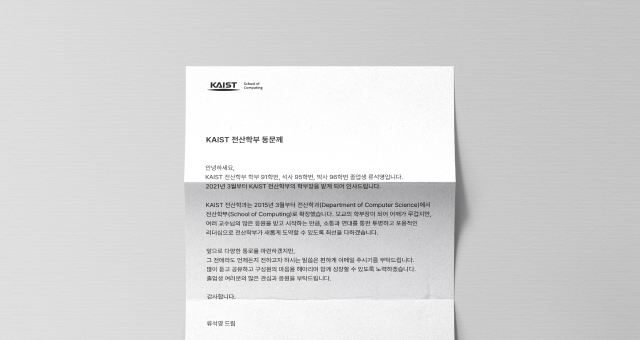 KAIST
School of
Computing
KAIST 전산학부 동문께
안녕하세요,
KAIST 전산학부 학부 91학번, 석사 95학번, 박사 96학번 졸업생 류석영입니다.
2021년 3월부터 KAIST 전산학부의 학부장을 맡게 되어 인사드립니다.
KAIST 전산학과는 2015년 3월부터 전산학과(Department of Computer Science)에서
전산학부(School of Computing)로 확장했습니다. 모교의 학부장이 되어 어깨가 무겁지만,
여러 교수님의 많은 응원을 받고 시작하는 만큼, 소통과 연대를 통한 투명하고 포용적인
리더십으로 전산학부가 새롭게 도약할 수 있도록 최선을 다하겠습니다.
앞으로 다양한 통로를 마련하겠지만,
그 전에라도 언제든지 전하고자 하시는 말씀은 편하게 이메일 주시기를 부탁드립니다.
많이 듣고 공유하고 구성원의 마음을 헤아리며 함께 성장할 수 있도록 노력하겠습니다.
졸업생 여러분의 많은 관심과 응원을 부탁드립니다.
감사합니다.
류석영 드림